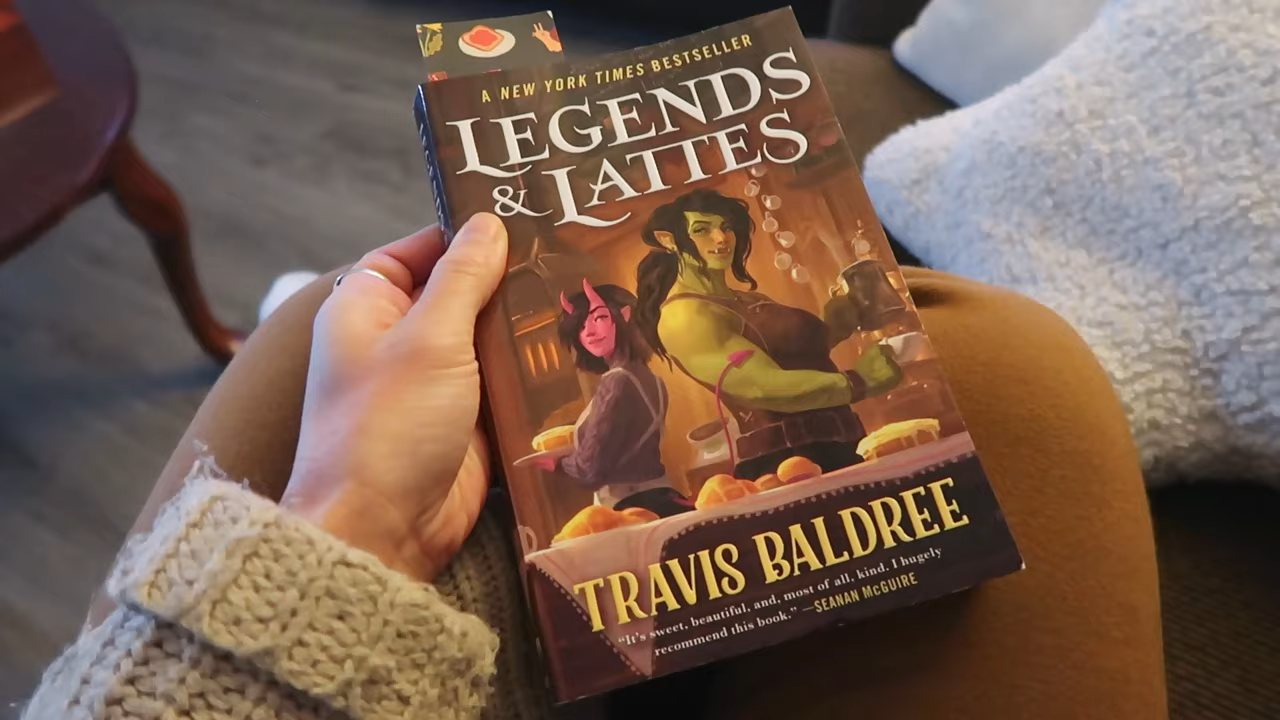 A NEW YORK TIMES BESTSELLER
LEGENDS
& LATTES
TRAVIS BALDREE
"It's sweet, beautiful, and, most of all, kind. I hugely
recommend this book." —SEANAN McGUIRE